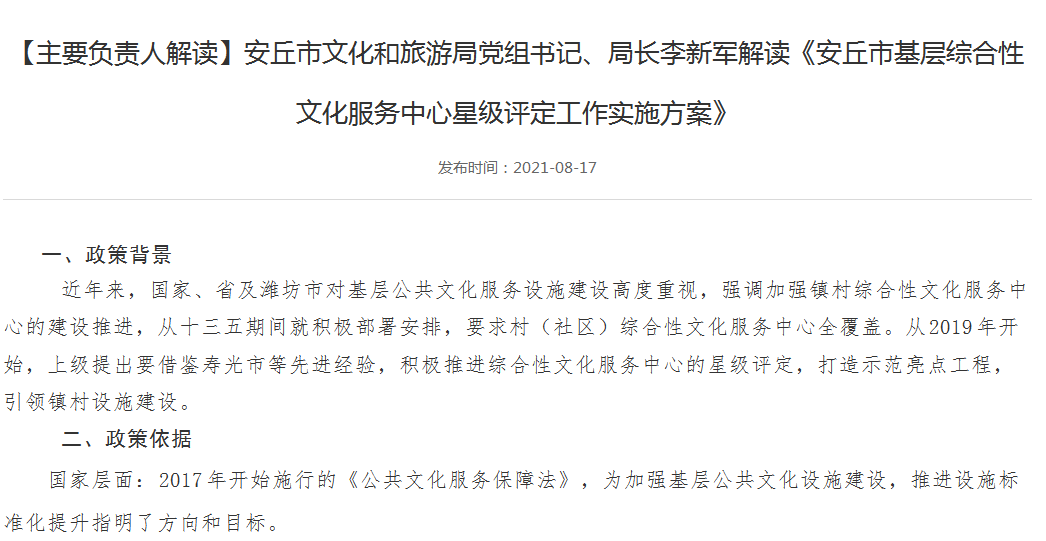 【主要负责人解读】安丘市文化和旅游局党组书记、局长李新军解读《安丘市基层综合性
文化服务中心星级评定工作实施方案》
发布时间：2021-08-17
一、政策背景
近年来，国家、省及潍坊市对基层公共文化服务设施建设高度重视，强调加强镇村综合性文化服务中
心的建设推进，从十三五期间就积极部署安排，要求村（社区）综合性文化服务中心全覆盖。从2019年开
始，上级提出要借鉴寿光市等先进经验，积极推进综合性文化服务中心的星级评定，打造示范亮点工程，
引领镇村设施建设。
二、政策依据
国家层面：2017年开始施行的《公共文化服务保障法》，为加强基层公共文化设施建设，推进设施标
准化提升指明了方向和目标。